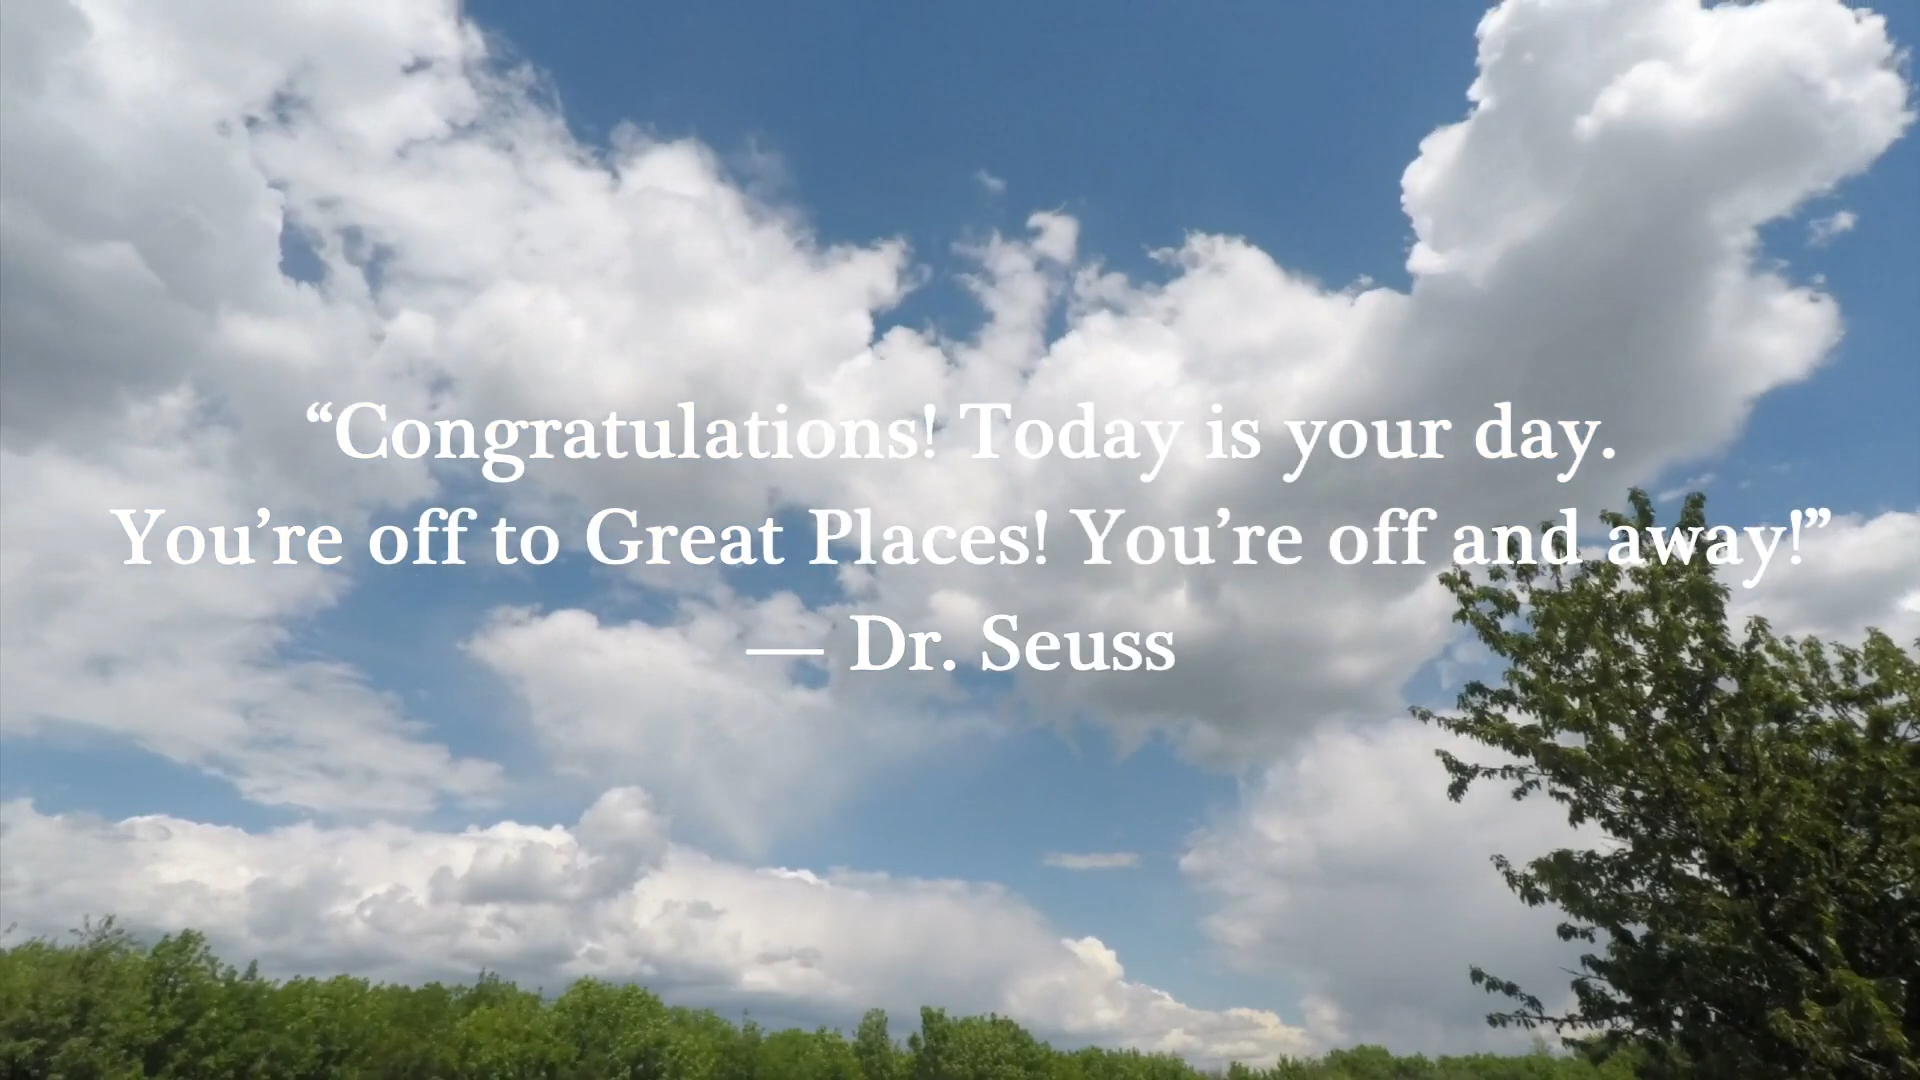 “Congratulations! Today is your day.
You’re off to Great Places! You’re off and away!”
— Dr. Seuss